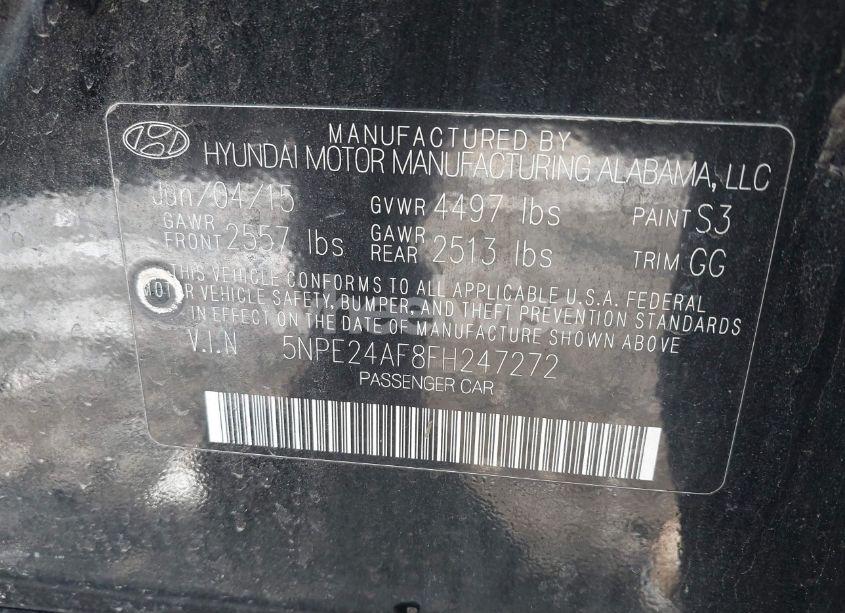 MANUFACTURED BY
HYUNDAI MOTOR MANUFACTURING ALABAMA, LLC
Jun/04/15 GVWR 4497 lbs PAINT S3
GAWR FRONT 2557 lbs GAWR REAR 2513 lbs TRIM GG
THIS VEHICLE CONFORMS TO ALL APPLICABLE U.S.A. FEDERAL
MOTOR VEHICLE SAFETY, BUMPER, AND THEFT PREVENTION STANDARDS
IN EFFECT ON THE DATE OF MANUFACTURE SHOWN ABOVE
V.I.N 5NPE24AF8FH247272
PASSENGER CAR